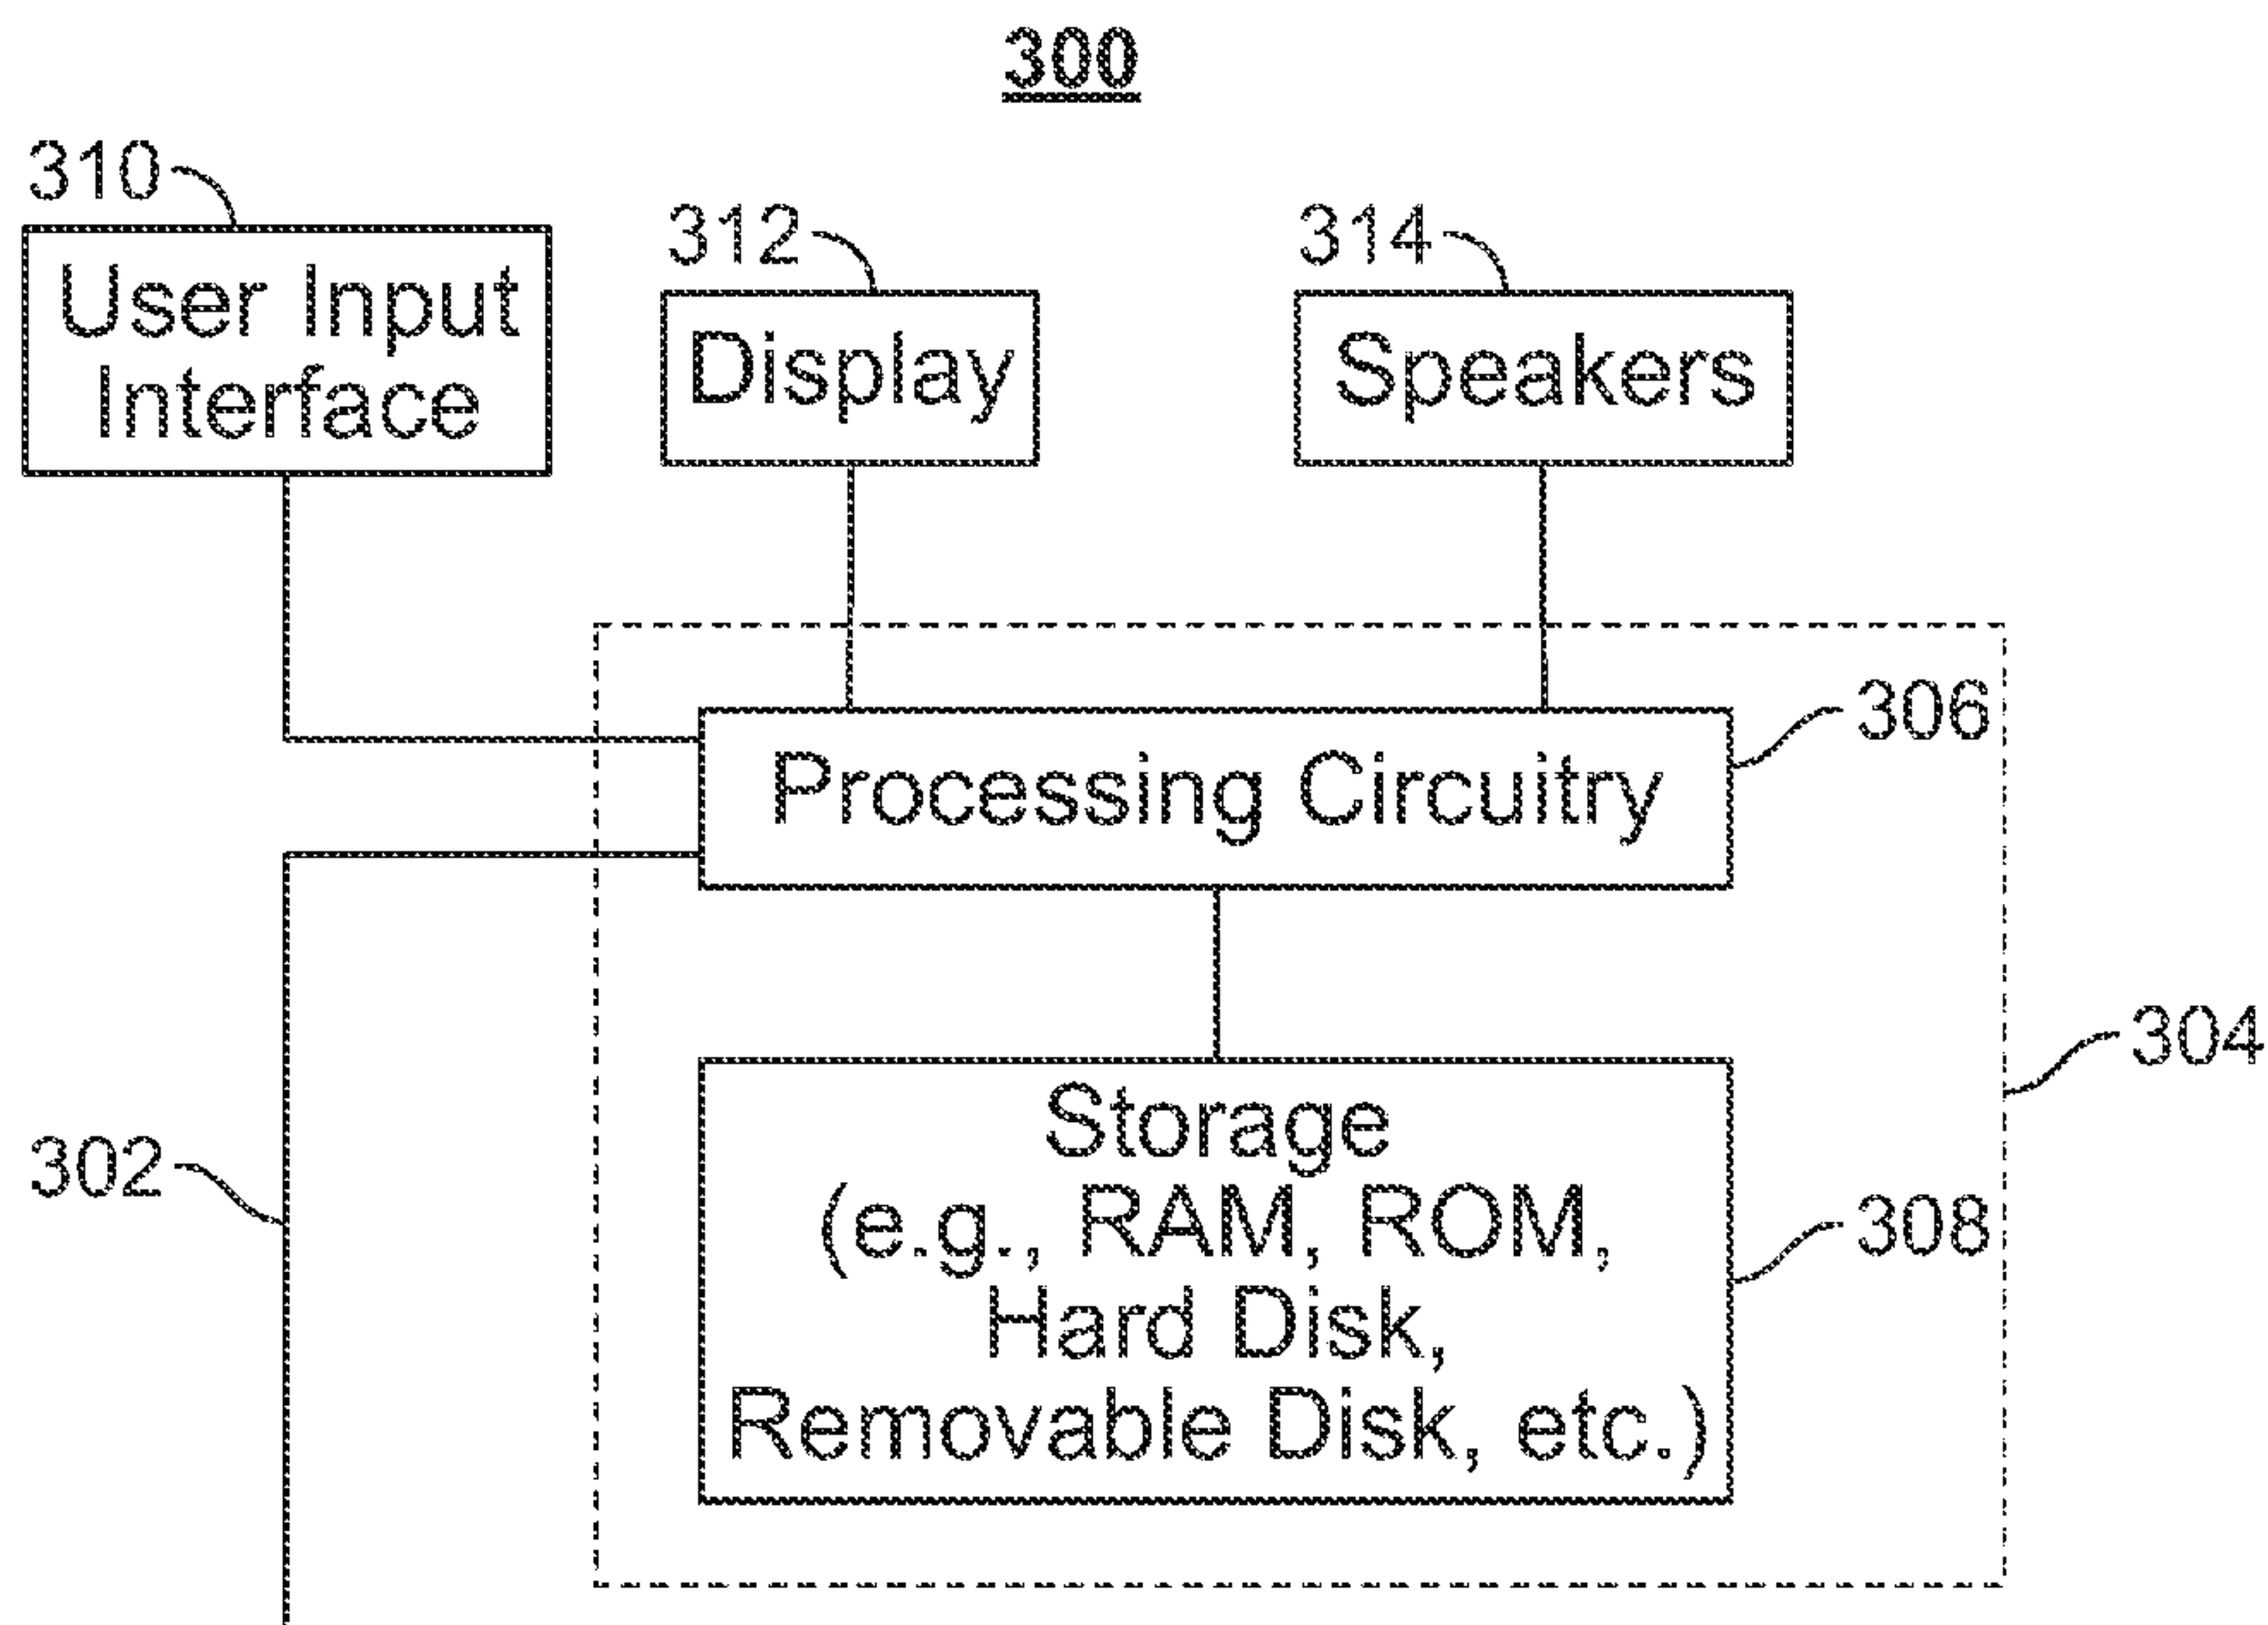 300
310
312
314
User Input
Interface
Display
Speakers
306
Processing Circuitry
304
302
Storage
(e.g., RAM, ROM,
308
Hard Disk,
Removable Disk, etc.)